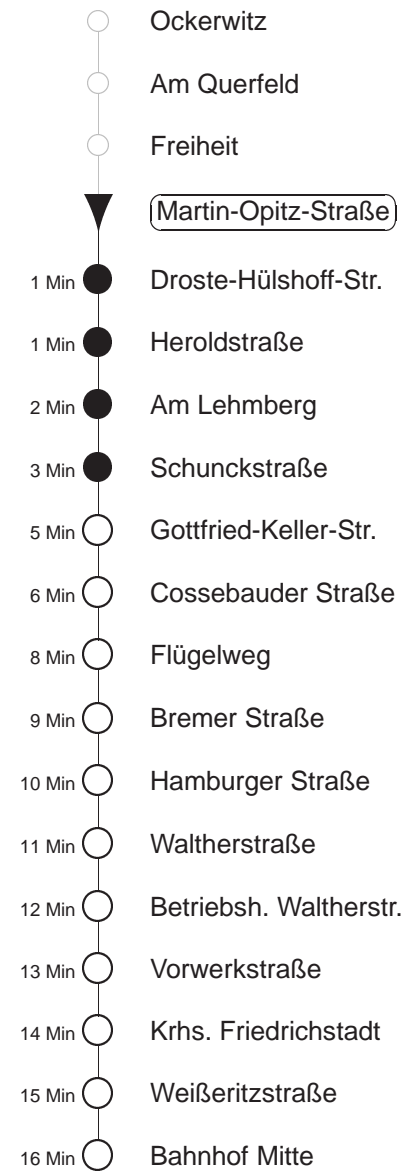 Ockerwitz
Am Querfeld
Freiheit
Martin-Opitz-Straße
1 Min Droste-Hülshoff-Str.
1 Min Heroldstraße
2 Min Am Lehmberg
3 Min Schunckstraße
5 Min Gottfried-Keller-Str.
6 Min Cossebauder Straße
8 Min Flügelweg
9 Min Bremer Straße
10 Min Hamburger Straße
11 Min Waltherstraße
12 Min Betriebsh. Waltherstr.
13 Min Vorwerkstraße
14 Min Krhs. Friedrichstadt
15 Min Weißeritzstraße
16 Min Bahnhof Mitte